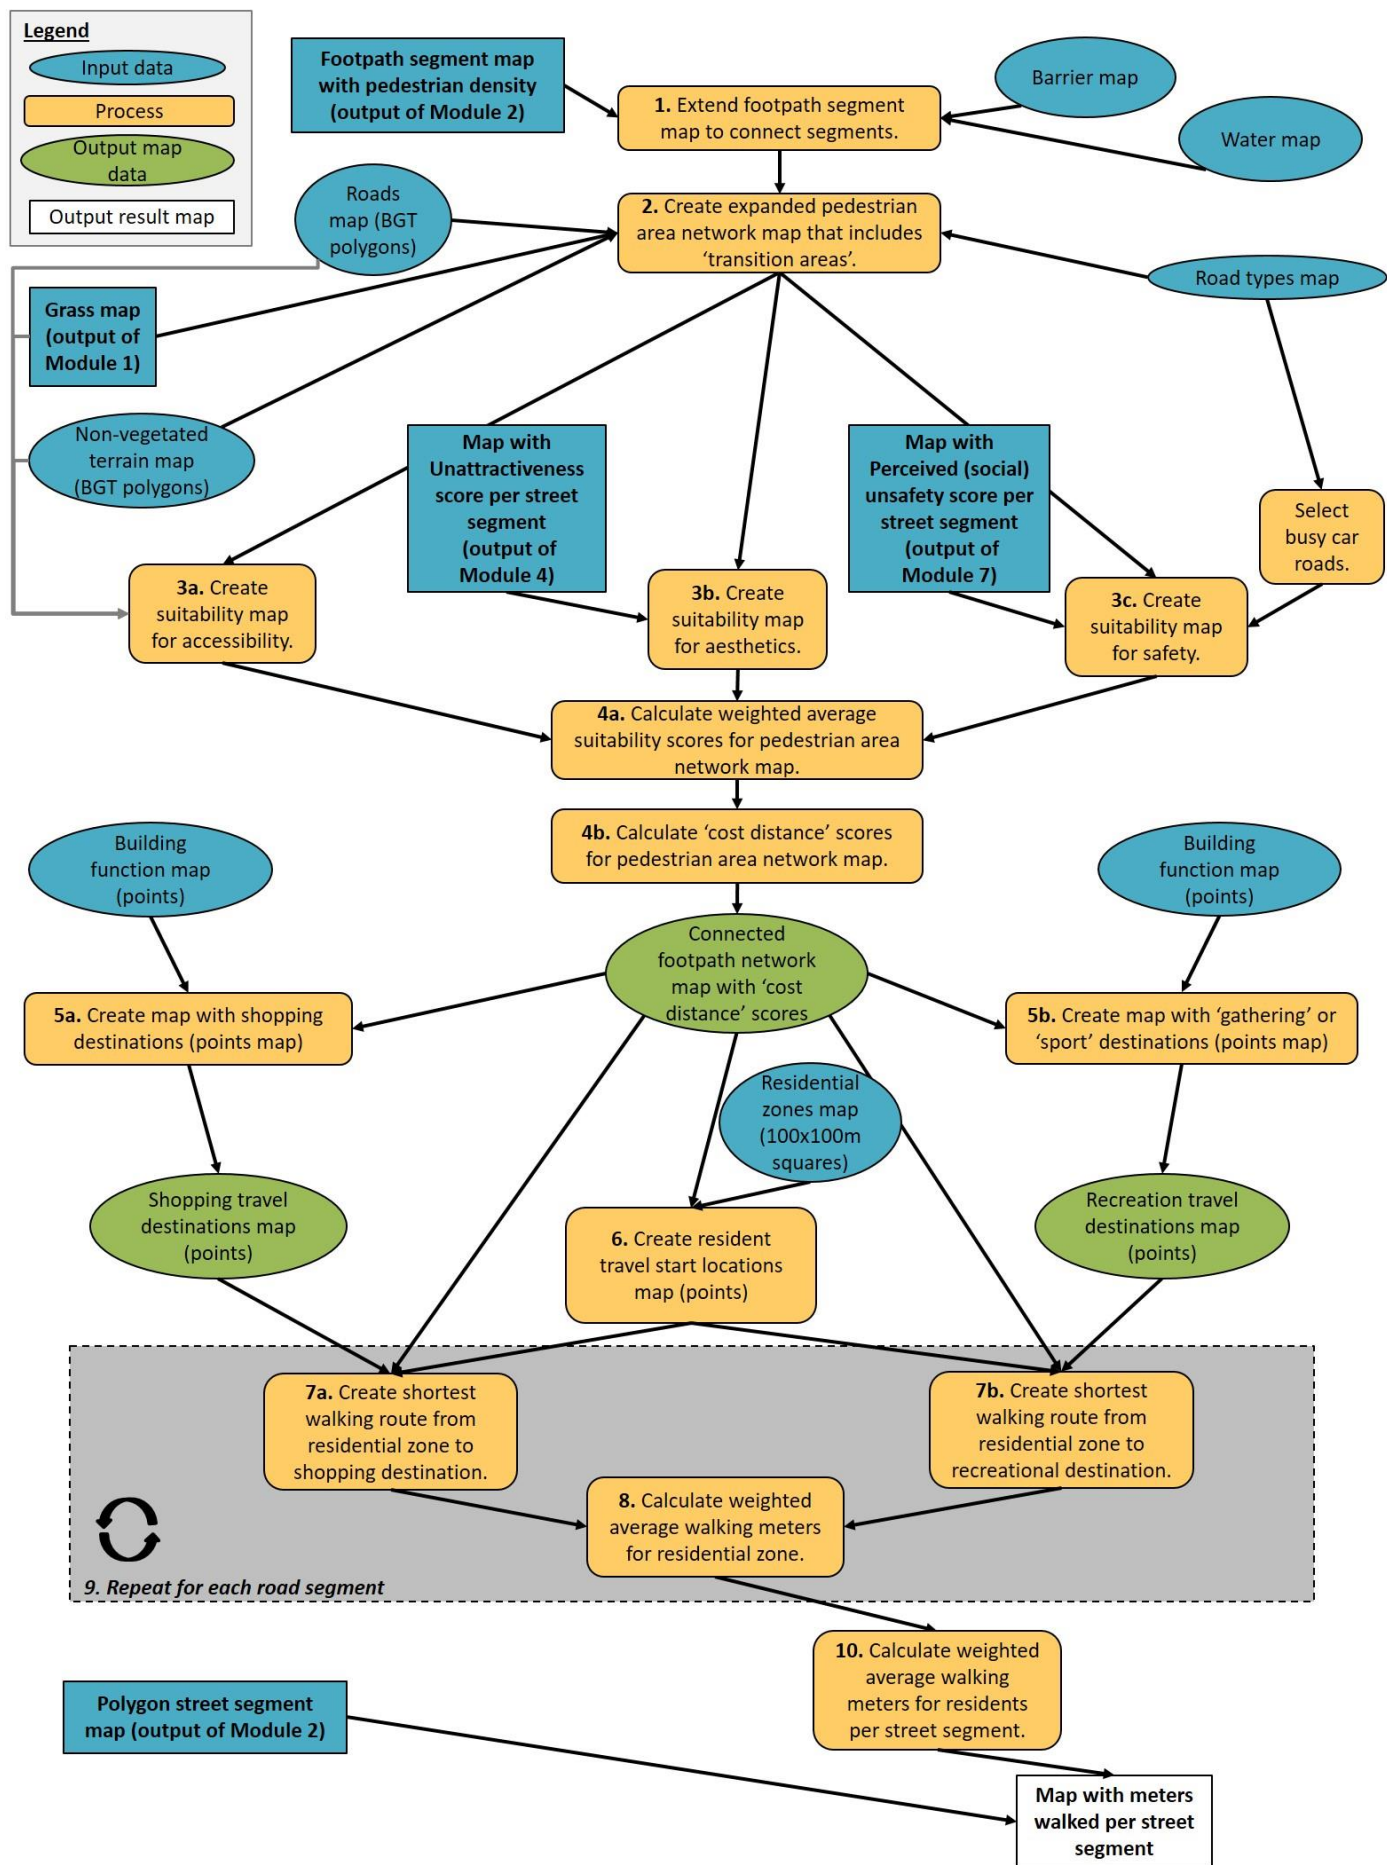 Legend
Input data
Process
Output map
data
Output result map
Footpath segment map
with pedestrian density
(output of Module 2)
1. Extend footpath segment
map to connect segments.
Barrier map
Water map
Roads
map (BGT
polygons)
2. Create expanded pedestrian
area network map that includes
‘transition areas’.
Road types map
Grass map
(output of
Module 1)
Non-vegetated
terrain map
(BGT polygons)
Map with
Unattractiveness
score per street
segment
(output of
Module 4)
Map with
Perceived (social)
unsafety score per
street segment
(output of
Module 7)
Select
busy car
roads.
3a. Create
suitability map
for accessibility.
3b. Create
suitability map
for aesthetics.
3c. Create
suitability map
for safety.
4a. Calculate weighted average
suitability scores for pedestrian area
network map.
4b. Calculate ‘cost distance’ scores
for pedestrian area network map.
Building
function map
(points)
Building
function map
(points)
Connected
footpath network
map with ‘cost
distance’ scores
5a. Create map with shopping
destinations (points map)
5b. Create map with ‘gathering’ or
‘sport’ destinations (points map)
Residential
zones map
(100x100m
squares)
Shopping travel
destinations map
(points)
Recreation travel
destinations map
(points)
6. Create resident
travel start locations
map (points)
7a. Create shortest
walking route from
residential zone to
shopping destination.
7b. Create shortest
walking route from
residential zone to
recreational destination.
8. Calculate weighted
average walking meters
for residential zone.
9. Repeat for each road segment
10. Calculate weighted
average walking
meters for residents
per street segment.
Polygon street segment
map (output of Module 2)
Map with meters
walked per street
segment